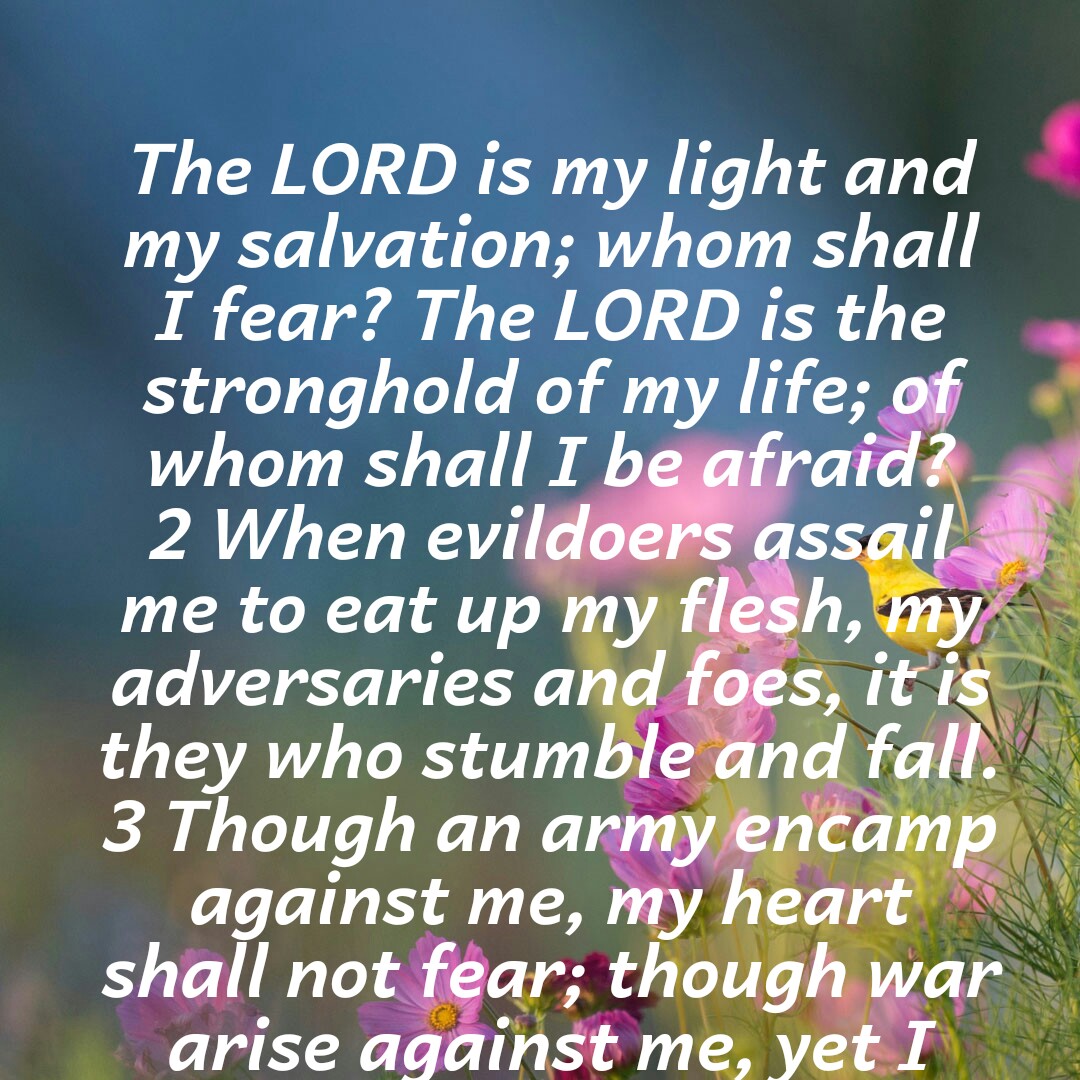 The LORD is my light and
my salvation; whom shall
I fear? The LORD is the
stronghold of my life; of
whom shall I be afraid?
2 When evildoers assail
me to eat up my flesh, my
adversaries and foes, it is
they who stumble and fall.
3 Though an army encamp
against me, my heart
shall not fear; though war
arise against me, yet I